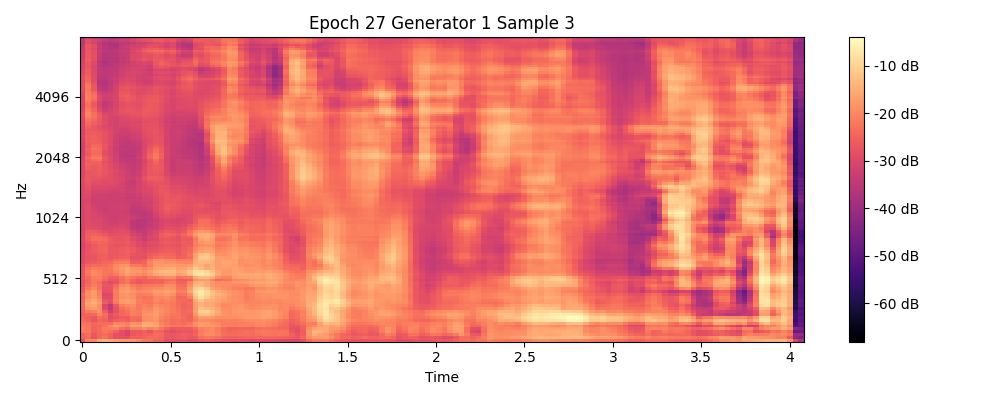 Epoch 27 Generator 1 Sample 3
Hz
4096
2048
1024
512
0
0
0.5
1
1.5
2
2.5
3
3.5
4
Time
-10 dB
-20 dB
-30 dB
-40 dB
-50 dB
-60 dB